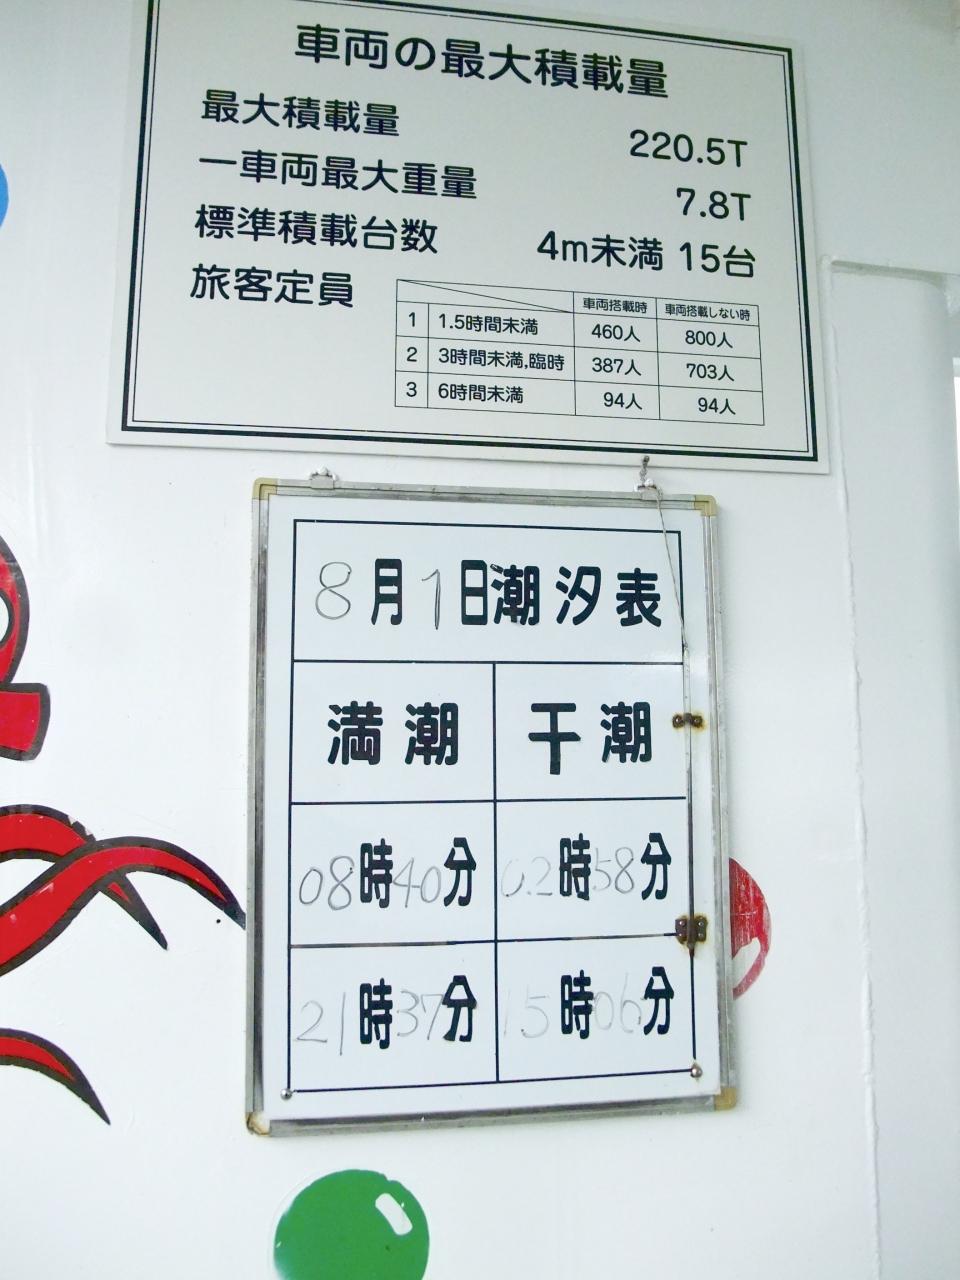 車両の最大積載量
最大積載量 220.5T
一車両最大重量 7.8T
標準積載台数 4m未満 15台
旅客定員
車両搭載時 車両搭載しない時
1 1.5時間未満 460人 800人
2 3時間未満,臨時 387人 703人
3 6時間未満 94人 94人
8月1日潮汐表
満潮 干潮
08時40分 02時58分
21時37分 15時06分